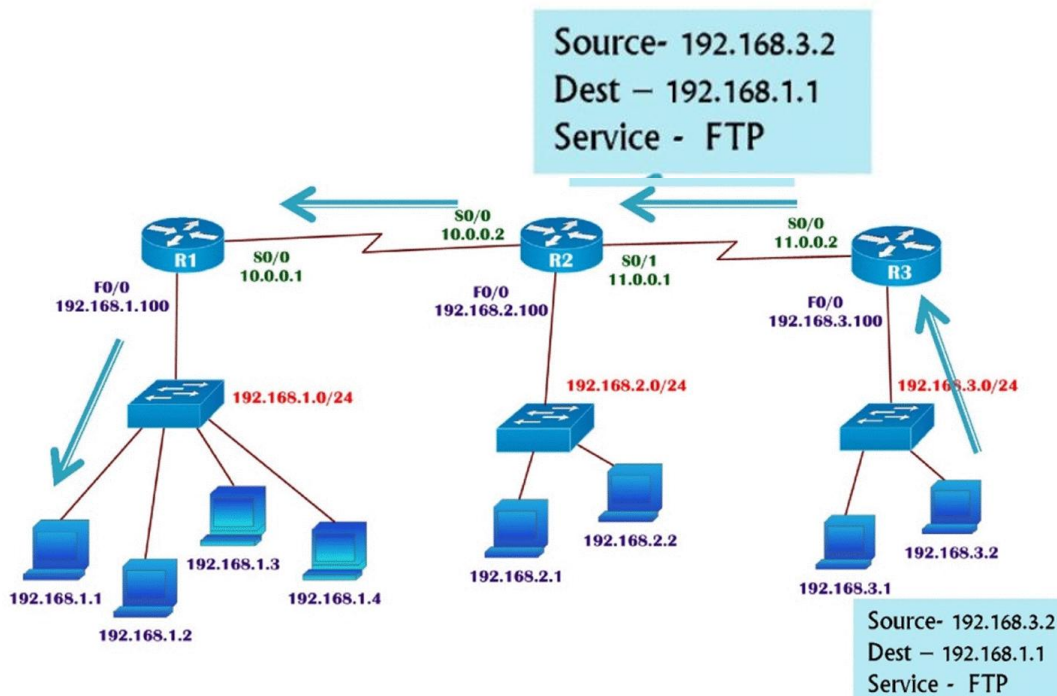 Source- 192.168.3.2
Dest – 192.168.1.1
Service - FTP
S0/0
10.0.0.2
S0/0
11.0.0.2
R1
R2
R3
S0/0
10.0.0.1
S0/1
11.0.0.1
F0/0
192.168.1.100
F0/0
192.168.2.100
F0/0
192.168.3.100
192.168.1.0/24
192.168.2.0/24
192.168.3.0/24
192.168.1.1
192.168.1.2
192.168.1.3
192.168.1.4
192.168.2.1
192.168.2.2
192.168.3.1
192.168.3.2
Source- 192.168.3.2
Dest – 192.168.1.1
Service - FTP